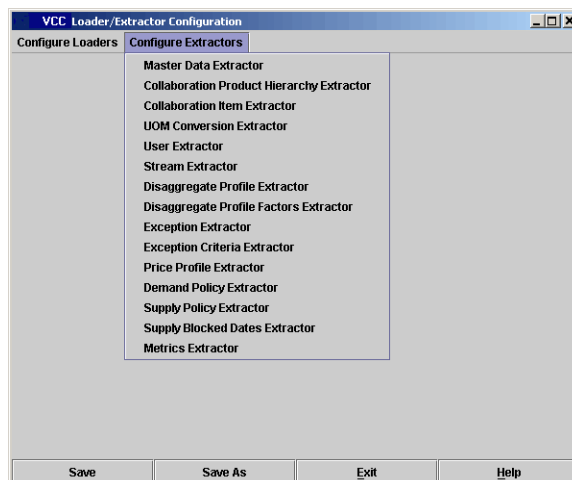 VCC Loader/Extractor Configuration
Configure Loaders Configure Extractors
Master Data Extractor
Collaboration Product Hierarchy Extractor
Collaboration Item Extractor
UOM Conversion Extractor
User Extractor
Stream Extractor
Disaggregate Profile Extractor
Disaggregate Profile Factors Extractor
Exception Extractor
Exception Criteria Extractor
Price Profile Extractor
Demand Policy Extractor
Supply Policy Extractor
Supply Blocked Dates Extractor
Metrics Extractor
Save Save As Exit Help